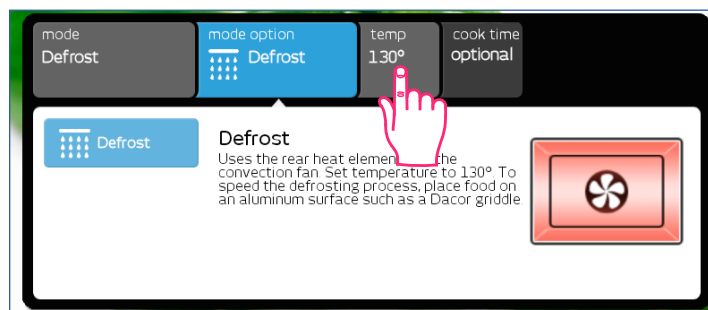 mode
Defrost
mode option
Defrost
temp
130°
cook time
optional
Defrost
Defrost
Uses the rear heat elemen the
convection fan. Set temperature to 130°. To
speed the defrosting process, place food on
an aluminum surface such as a Dacor griddle.